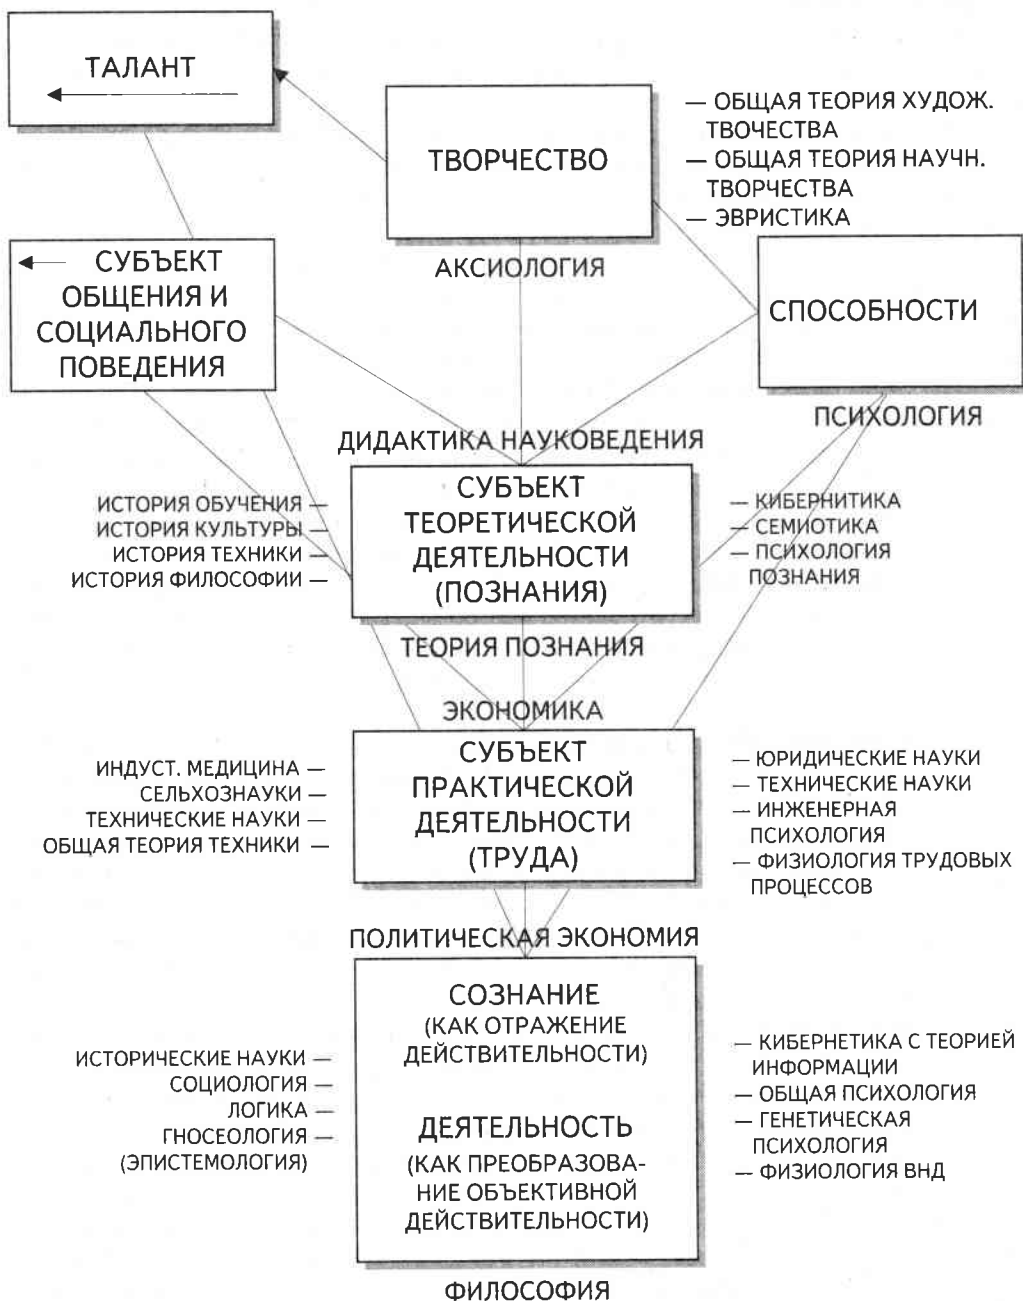 ТАЛАНТ
ТВОРЧЕСТВО
— ОБЩАЯ ТЕОРИЯ ХУДОЖ.
ТВОЧЕСТВА
— ОБЩАЯ ТЕОРИЯ НАУЧН.
ТВОРЧЕСТВА
— ЭВРИСТИКА
АКСИОЛОГИЯ
СУБЪЕКТ
ОБЩЕНИЯ И
СОЦИАЛЬНОГО
ПОВЕДЕНИЯ
СПОСОБНОСТИ
ПСИХОЛОГИЯ
ДИДАКТИКА НАУКОВЕДЕНИЯ
ИСТОРИЯ ОБУЧЕНИЯ —
ИСТОРИЯ КУЛЬТУРЫ —
ИСТОРИЯ ТЕХНИКИ —
ИСТОРИЯ ФИЛОСОФИИ —
СУБЪЕКТ
ТЕОРЕТИЧЕСКОЙ
ДЕЯТЕЛЬНОСТИ
(ПОЗНАНИЯ)
— КИБЕРНИТИКА
— СЕМИОТИКА
— ПСИХОЛОГИЯ
ПОЗНАНИЯ
ТЕОРИЯ ПОЗНАНИЯ
ЭКОНОМИКА
ИНДУСТ. МЕДИЦИНА —
СЕЛЬХОЗНАУКИ —
ТЕХНИЧЕСКИЕ НАУКИ —
ОБЩАЯ ТЕОРИЯ ТЕХНИКИ —
СУБЪЕКТ
ПРАКТИЧЕСКОЙ
ДЕЯТЕЛЬНОСТИ
(ТРУДА)
— ЮРИДИЧЕСКИЕ НАУКИ
— ТЕХНИЧЕСКИЕ НАУКИ
— ИНЖЕНЕРНАЯ
ПСИХОЛОГИЯ
— ФИЗИОЛОГИЯ ТРУДОВЫХ
ПРОЦЕССОВ
ПОЛИТИЧЕСКАЯ ЭКОНОМИЯ
ИСТОРИЧЕСКИЕ НАУКИ —
СОЦИОЛОГИЯ —
ЛОГИКА —
ГНОСЕОЛОГИЯ —
(ЭПИСТЕМОЛОГИЯ)
СОЗНАНИЕ
(КАК ОТРАЖЕНИЕ
ДЕЙСТВИТЕЛЬНОСТИ)
ДЕЯТЕЛЬНОСТЬ
(КАК ПРЕОБРАЗОВА-
НИЕ ОБЪЕКТИВНОЙ
ДЕЙСТВИТЕЛЬНОСТИ)
— КИБЕРНЕТИКА С ТЕОРИЕЙ
ИНФОРМАЦИИ
— ОБЩАЯ ПСИХОЛОГИЯ
— ГЕНЕТИЧЕСКАЯ
ПСИХОЛОГИЯ
— ФИЗИОЛОГИЯ ВНД
ФИЛОСОФИЯ